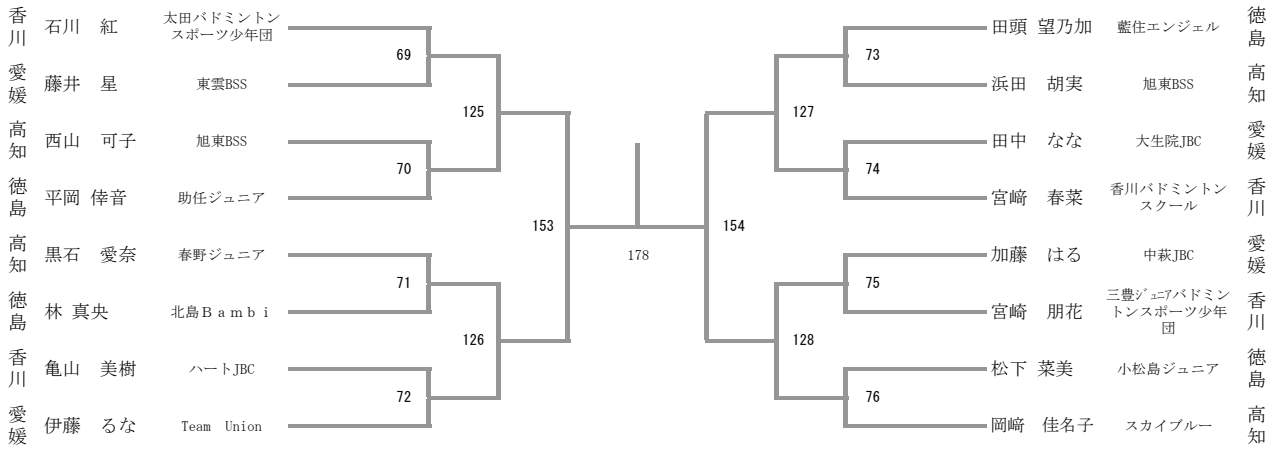 香川 石川　紅 太田バドミントンスポーツ少年団
69
愛媛 藤井　星 東雲BSS
125
高知 西山　可子 旭東BSS
70
徳島 平岡 倖音 助任ジュニア
153
高知 黒石　愛奈 春野ジュニア
71
徳島 林 真央 北島Ｂａｍｂｉ
126
香川 亀山　美樹 ハートJBC
72
愛媛 伊藤　るな Team　Union
178
田頭 望乃加 藍住エンジェル 徳島
73
浜田　胡実 旭東BSS 高知
127
田中　なな 大生院JBC 愛媛
74
宮﨑　春菜 香川バドミントンスクール 香川
154
加藤　はる 中萩JBC 愛媛
75
宮崎　朋花 三豊ｼﾞｭﾆｱバドミントンスポーツ少年団 香川
128
松下 菜美 小松島ジュニア 徳島
76
岡﨑　佳名子 スカイブルー 高知